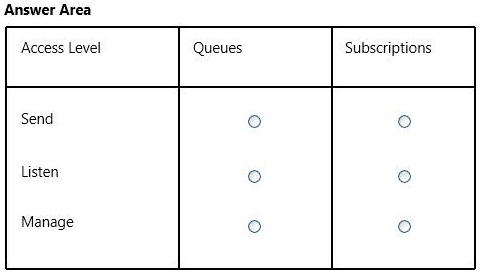 Answer Area
Access Level Queues Subscriptions
Send
Listen
Manage